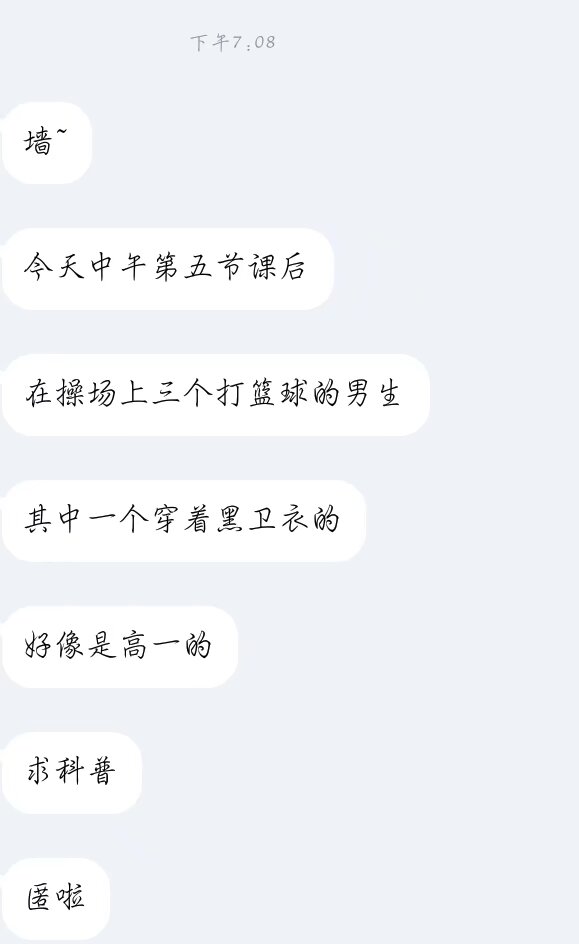 下午7:08
墙~
今天中午第五节课后
在操场上三个打篮球的男生
其中一个穿着黑卫衣的
好像是高一的
求科普
匿啦